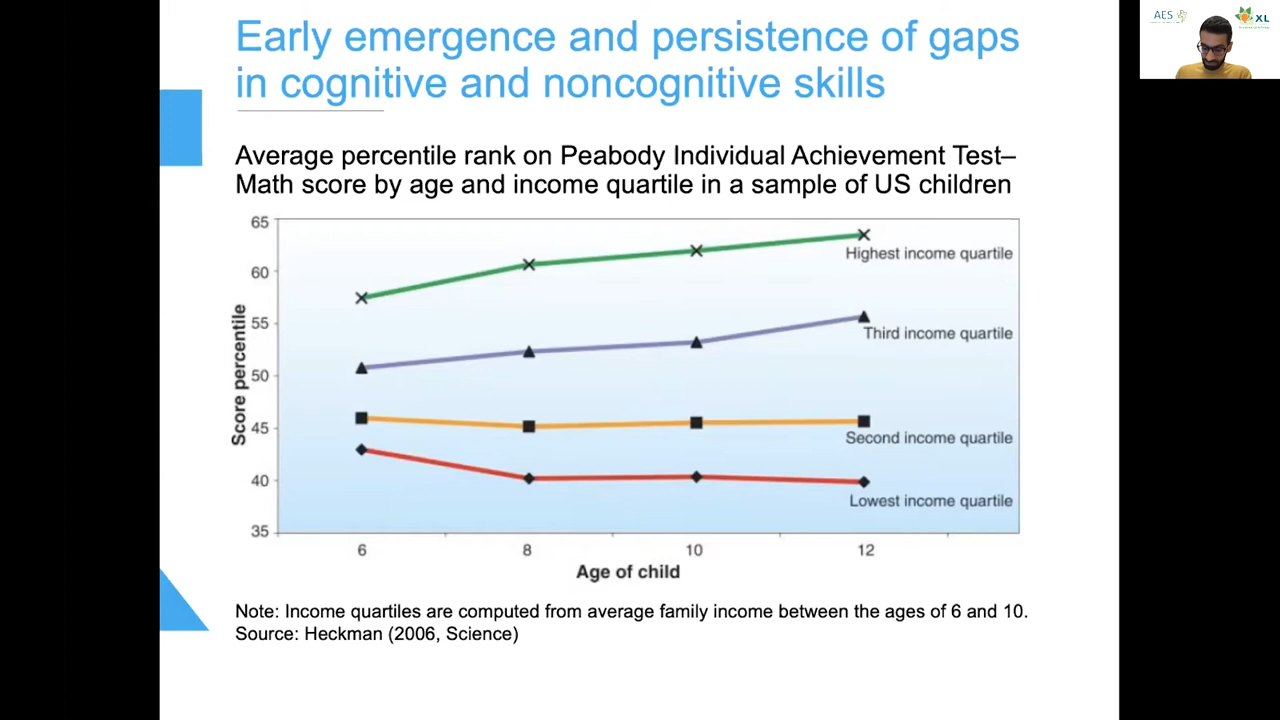 Early emergence and persistence of gaps
in cognitive and noncognitive skills
Average percentile rank on Peabody Individual Achievement Test–
Math score by age and income quartile in a sample of US children
65
60
55
50
45
40
35
Score percentile
Highest income quartile
Third income quartile
Second income quartile
Lowest income quartile
6 8 10 12
Age of child
Note: Income quartiles are computed from average family income between the ages of 6 and 10.
Source: Heckman (2006, Science)
AES
XL